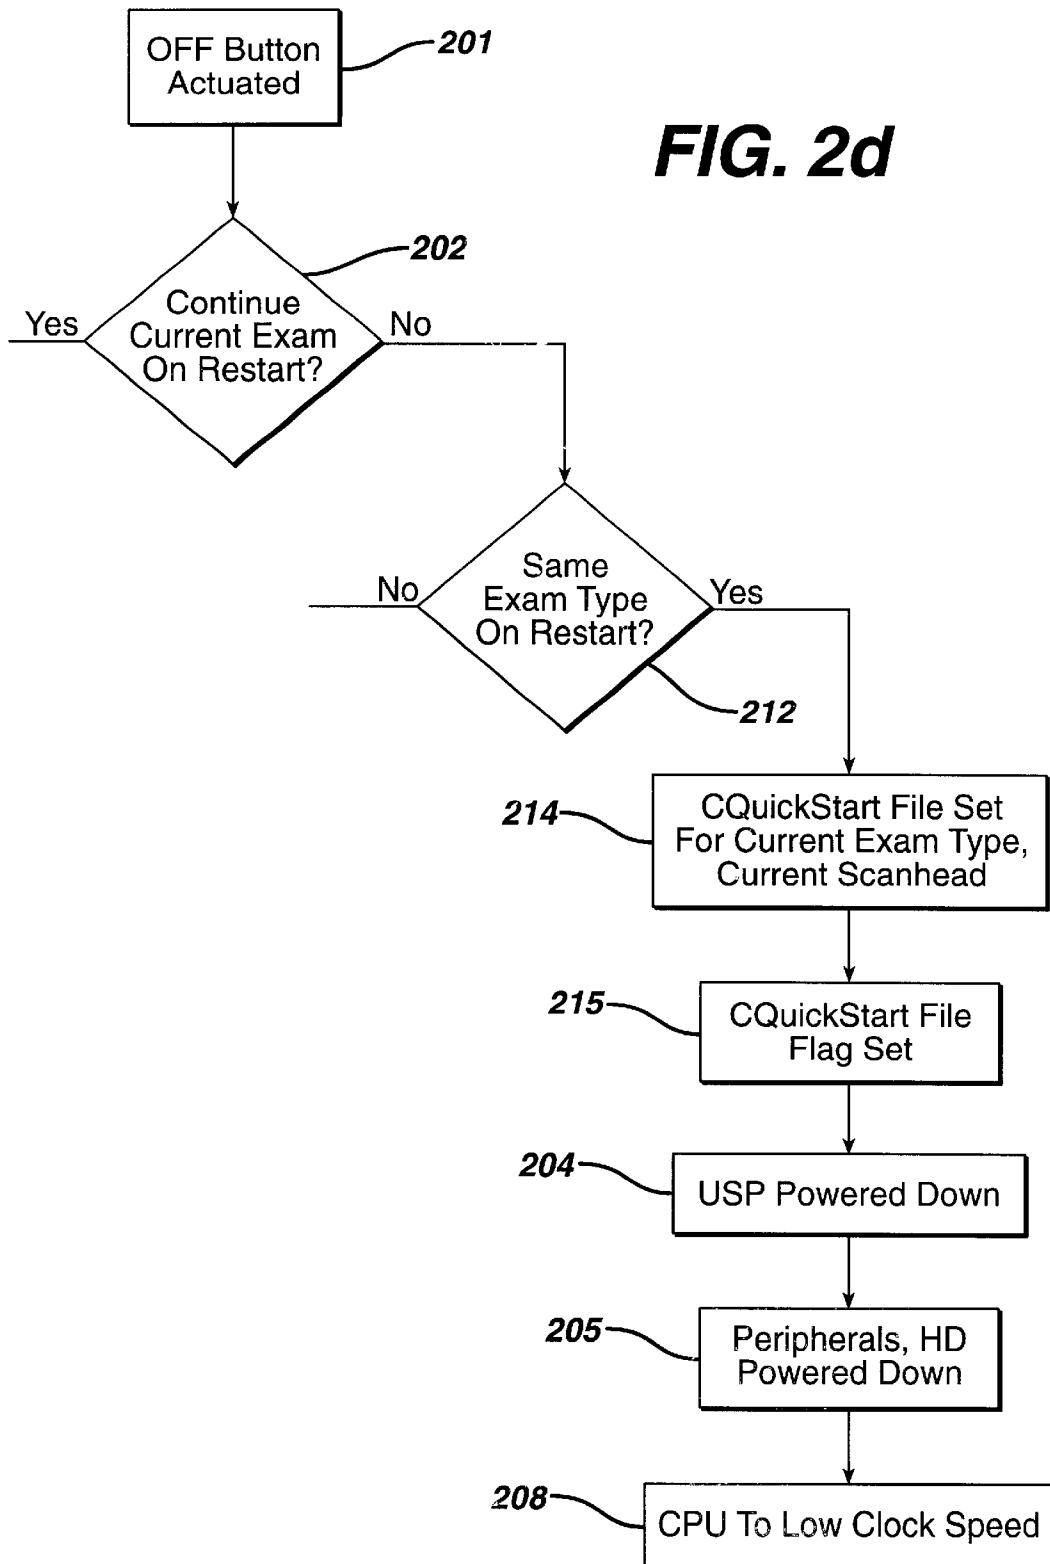 OFF Button
Actuated
201
FIG. 2d
202
Continue
Current Exam
On Restart?
Yes
No
Same
Exam Type
On Restart?
No
Yes
212
214
CQuickStart File Set
For Current Exam Type,
Current Scanhead
215
CQuickStart File
Flag Set
204
USP Powered Down
205
Peripherals, HD
Powered Down
208
CPU To Low Clock Speed